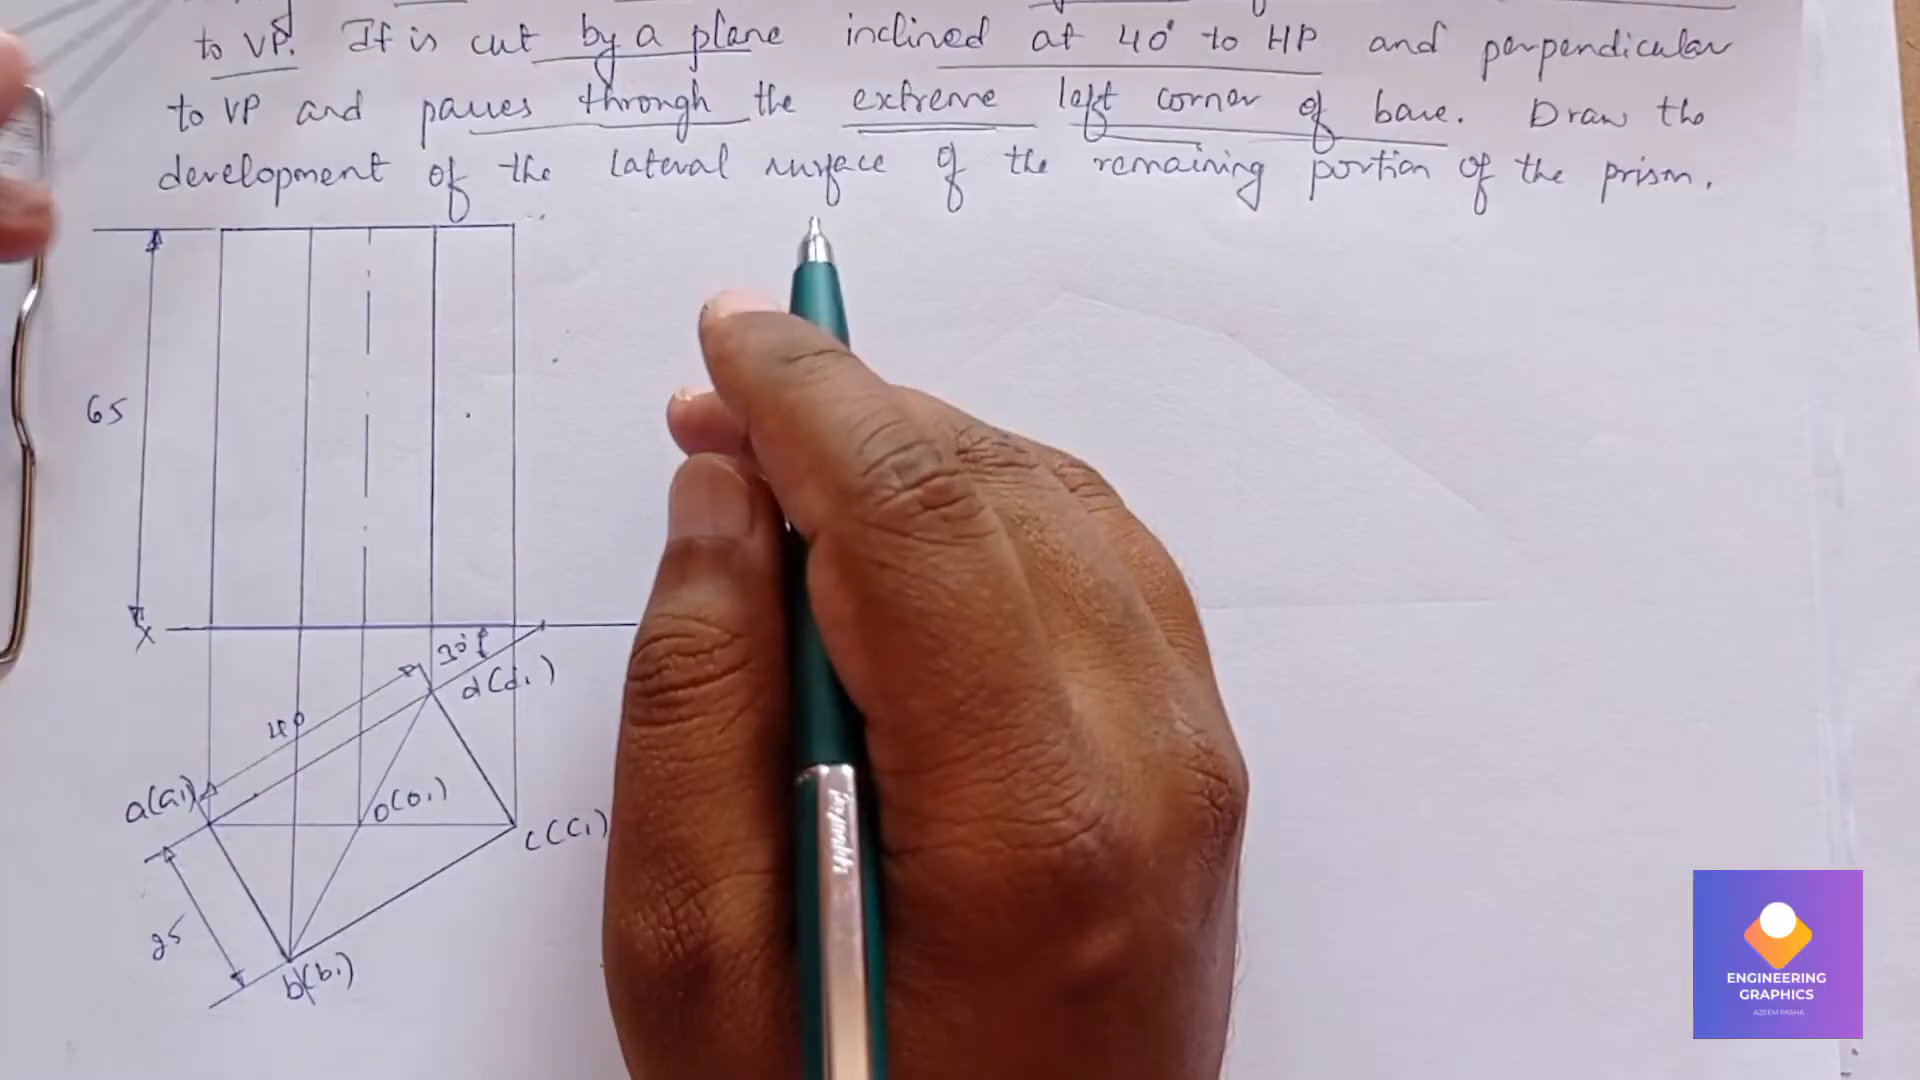 to VP. It is cut by a plane inclined at 40° to HP and perpendicular
to VP and passes through the extreme left corner of base. Draw the
development of the lateral surface of the remaining portion of the prism.
65
X
30°
d(d₁)
40
a(a₁)
o(o₁)
c(c₁)
25
b(b₁)
ENGINEERING
GRAPHICS
AZEEM PASHA